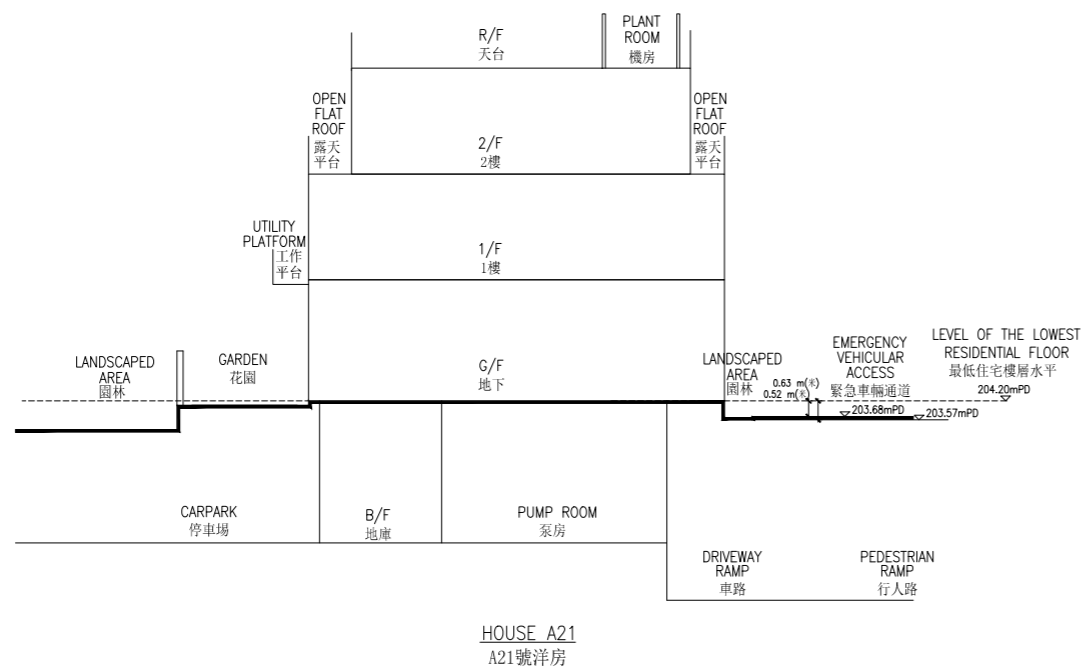 R/F
天台
PLANT
ROOM
機房
OPEN
FLAT
ROOF
露天
平台
2/F
2樓
OPEN
FLAT
ROOF
露天
平台
UTILITY
PLATFORM
工作
平台
1/F
1樓
LANDSCAPED
AREA
園林
GARDEN
花園
G/F
地下
LANDSCAPED
AREA
園林
0.63 m(米)
0.52 m(米)
EMERGENCY
VEHICULAR
ACCESS
緊急車輛通道
203.68mPD
203.57mPD
LEVEL OF THE LOWEST
RESIDENTIAL FLOOR
最低住宅樓層水平
204.20mPD
CARPARK
停車場
B/F
地庫
PUMP ROOM
泵房
DRIVEWAY
RAMP
車路
PEDESTRIAN
RAMP
行人路
HOUSE A21
A21號洋房